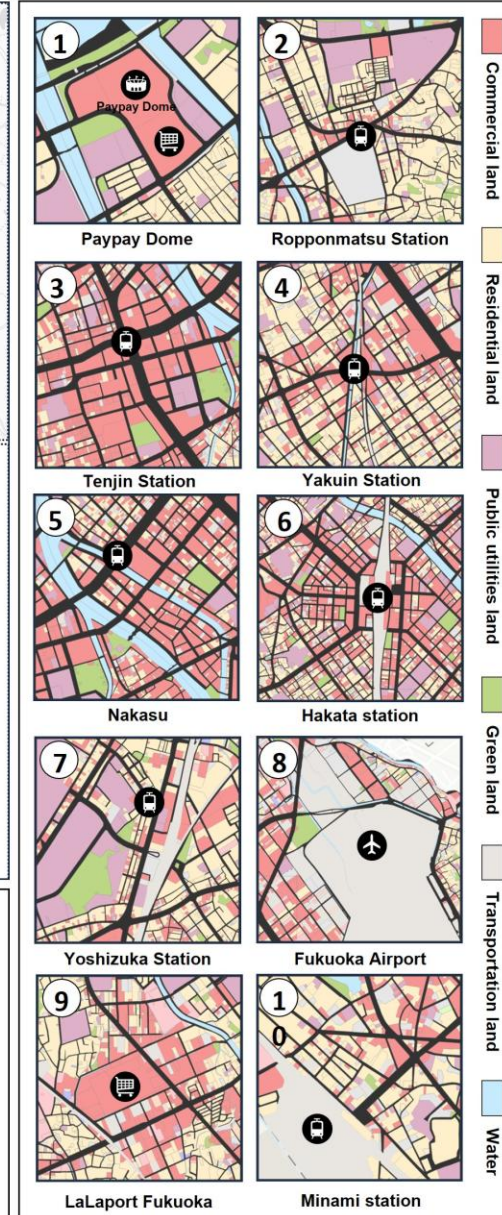 1
2
Paypay Dome
Paypay Dome
Ropponmatsu Station
3
4
Tenjin Station
Yakuin Station
5
6
Nakasu
Hakata station
7
8
Yoshizuka Station
Fukuoka Airport
9
1
0
LaLaport Fukuoka
Minami station
Commercial land
Residential land
Public utilities land
Green land
Transportation land
Water